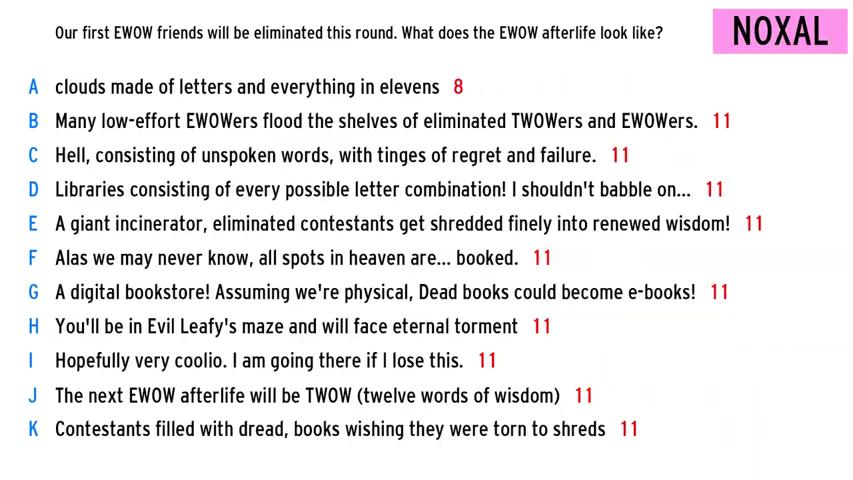 Our first EWOW friends will be eliminated this round. What does the EWOW afterlife look like?
NOXAL
A clouds made of letters and everything in elevens 8
B Many low-effort EWOWers flood the shelves of eliminated TWOWers and EWOWers. 11
C Hell, consisting of unspoken words, with tinges of regret and failure. 11
D Libraries consisting of every possible letter combination! I shouldn't babble on... 11
E A giant incinerator, eliminated contestants get shredded finely into renewed wisdom! 11
F Alas we may never know, all spots in heaven are... booked. 11
G A digital bookstore! Assuming we're physical, Dead books could become e-books! 11
H You'll be in Evil Leafy's maze and will face eternal torment 11
I Hopefully very coolio. I am going there if I lose this. 11
J The next EWOW afterlife will be TWOW (twelve words of wisdom) 11
K Contestants filled with dread, books wishing they were torn to shreds 11